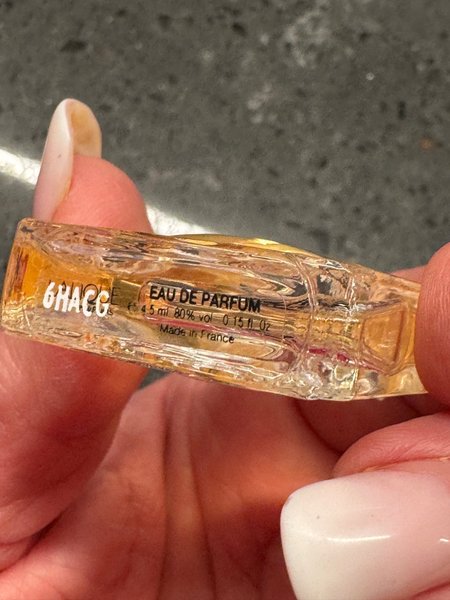 6HACG
EAU DE PARFUM
e 4.5 ml 80% vol 0.15 fl. Oz
Made in France